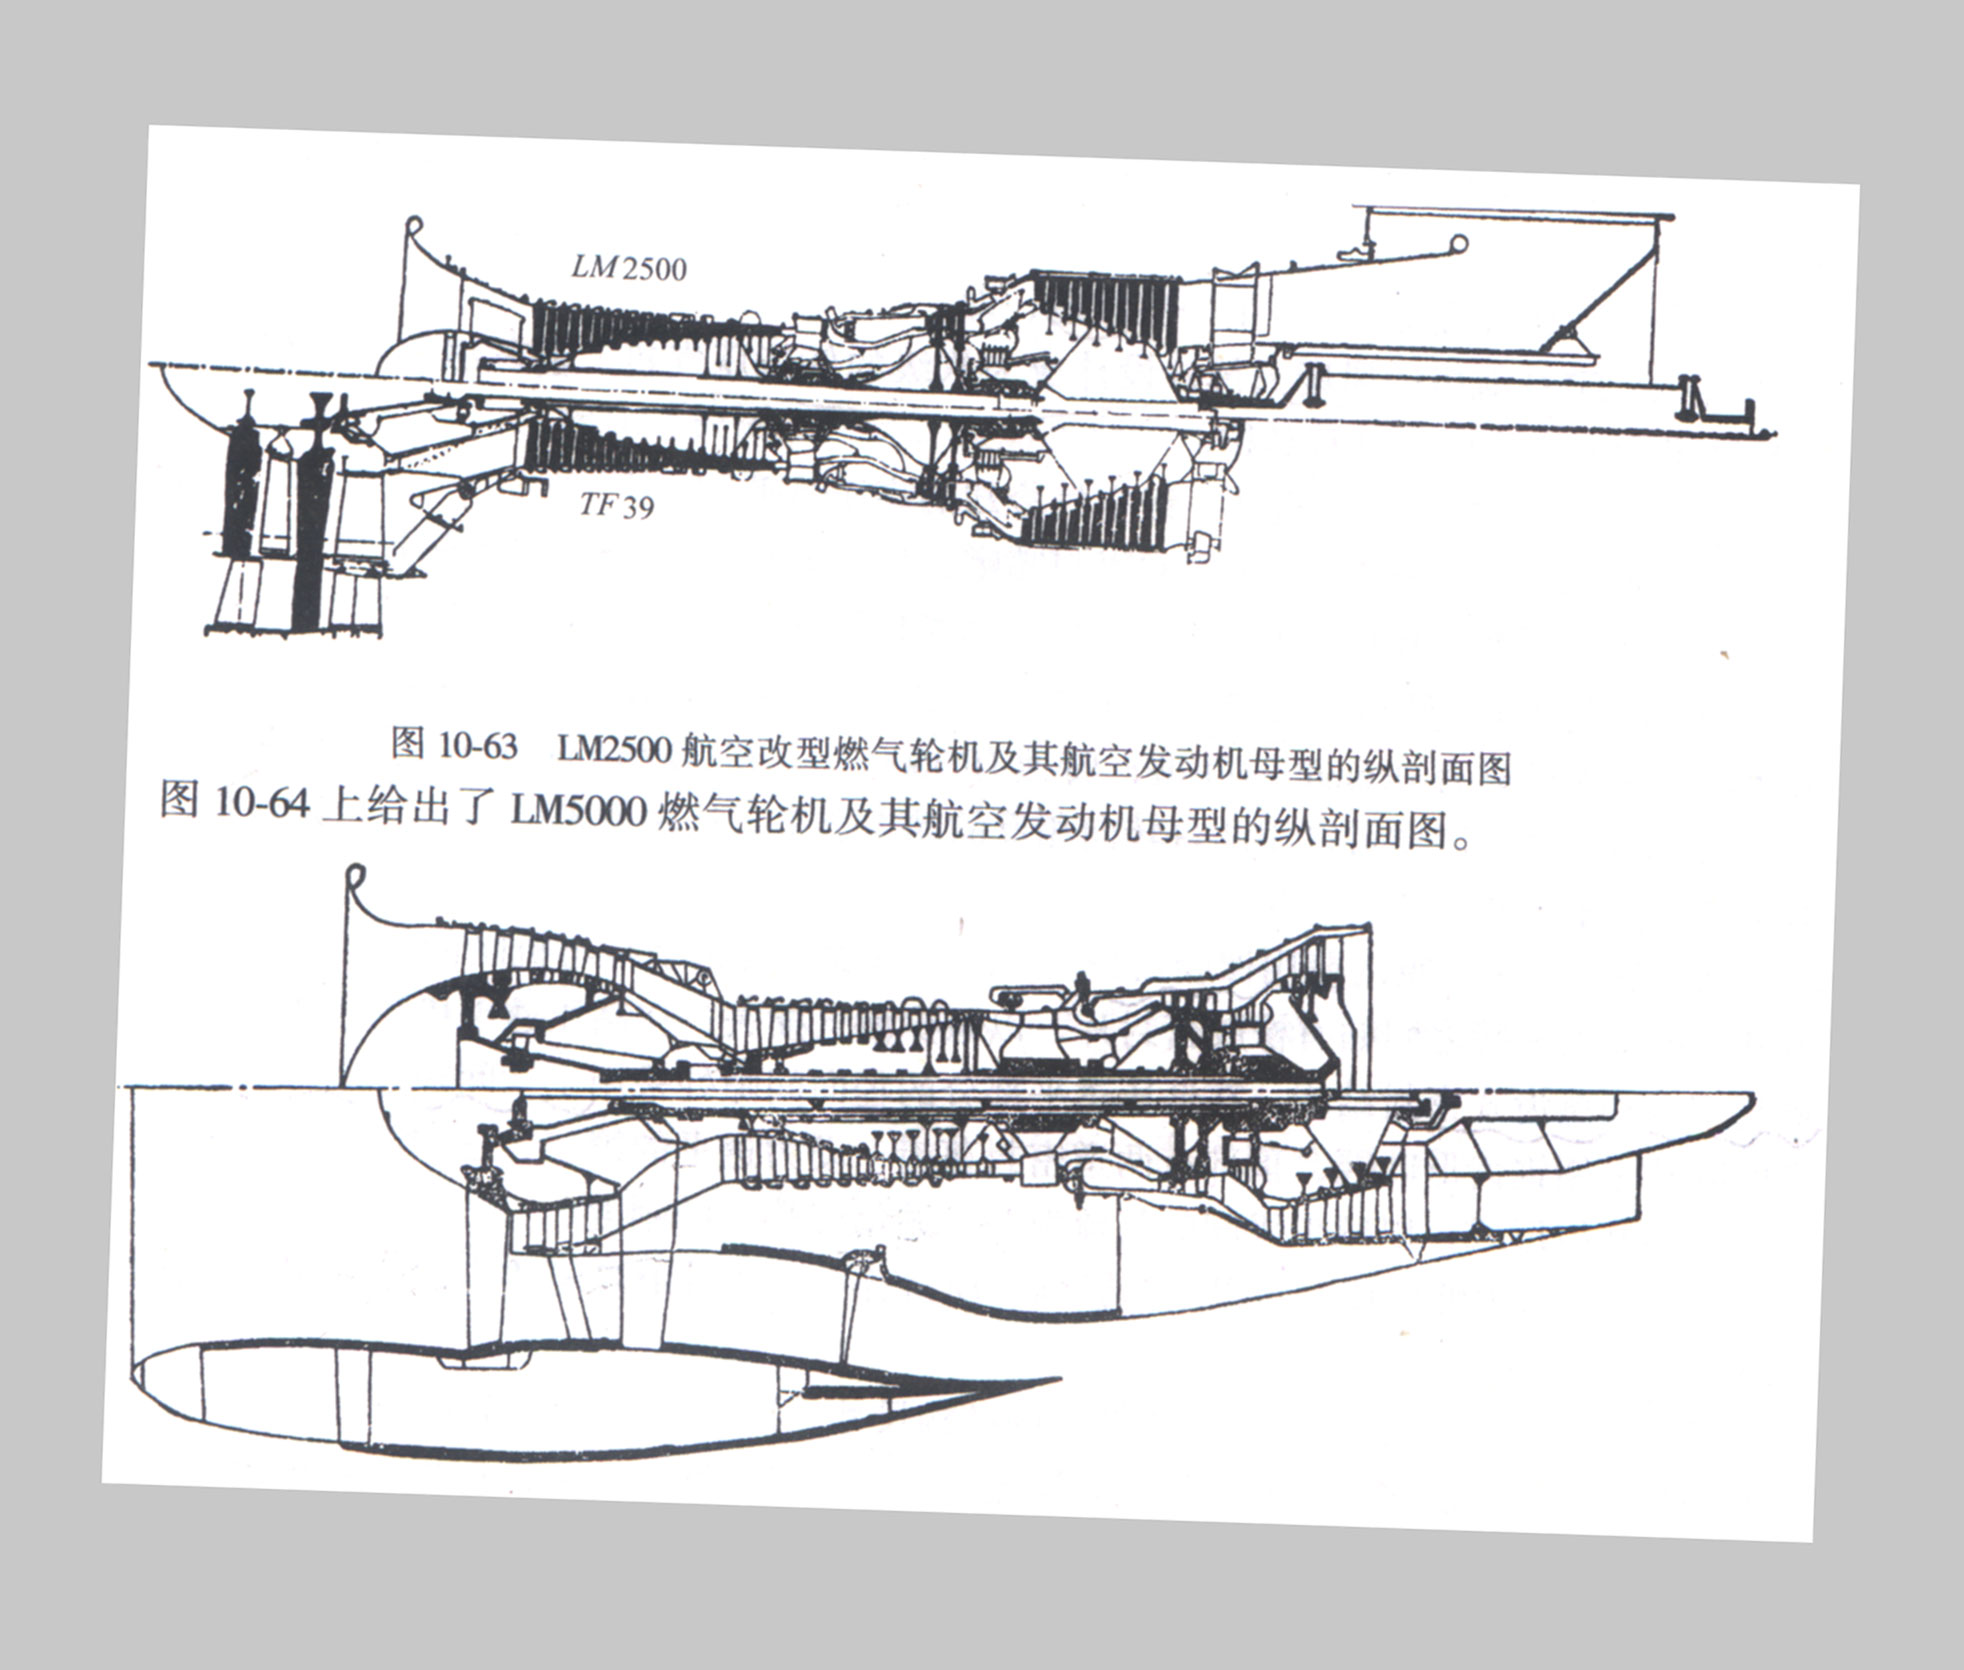 LM2500
TF39
图 10-63 LM2500 航空改型燃气轮机及其航空发动机母型的纵剖面图
图 10-64 上给出了 LM5000 燃气轮机及其航空发动机母型的纵剖面图。